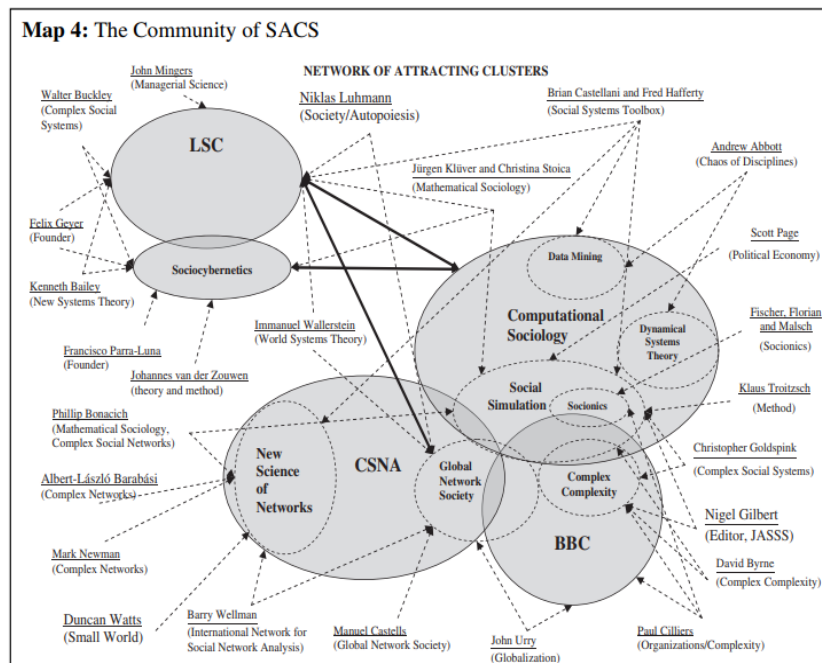 Map 4: The Community of SACS
NETWORK OF ATTRACTING CLUSTERS
John Mingers
(Managerial Science)
Walter Buckley
(Complex Social
Systems)
Niklas Luhmann
(Society/Autopoiesis)
Brian Castellani and Fred Hafferty
(Social Systems Toolbox)
LSC
Jürgen Klüver and Christina Stoica
(Mathematical Sociology)
Andrew Abbott
(Chaos of Disciplines)
Felix Geyer
(Founder)
Scott Page
(Political Economy)
Sociocybernetics
Data Mining
Kenneth Bailey
(New Systems Theory)
Computational
Sociology
Fischer, Florian
and Malsch
(Socionics)
Immanuel Wallerstein
(World Systems Theory)
Dynamical
Systems
Theory
Francisco Parra-Luna
(Founder)
Johannes van der Zouwen
(theory and method)
Social
Simulation
Socionics
Klaus Troitzsch
(Method)
Phillip Bonacich
(Mathematical Sociology,
Complex Social Networks)
New
Science
of
Networks
CSNA
Global
Network
Society
Complex
Complexity
Christopher Goldspink
(Complex Social Systems)
Albert-László Barabási
(Complex Networks)
Nigel Gilbert
(Editor, JASSS)
BBC
Mark Newman
(Complex Networks)
David Byrne
(Complex Complexity)
Duncan Watts
(Small World)
Barry Wellman
(International Network for
Social Network Analysis)
Manuel Castells
(Global Network Society)
John Urry
(Globalization)
Paul Cilliers
(Organizations/Complexity)